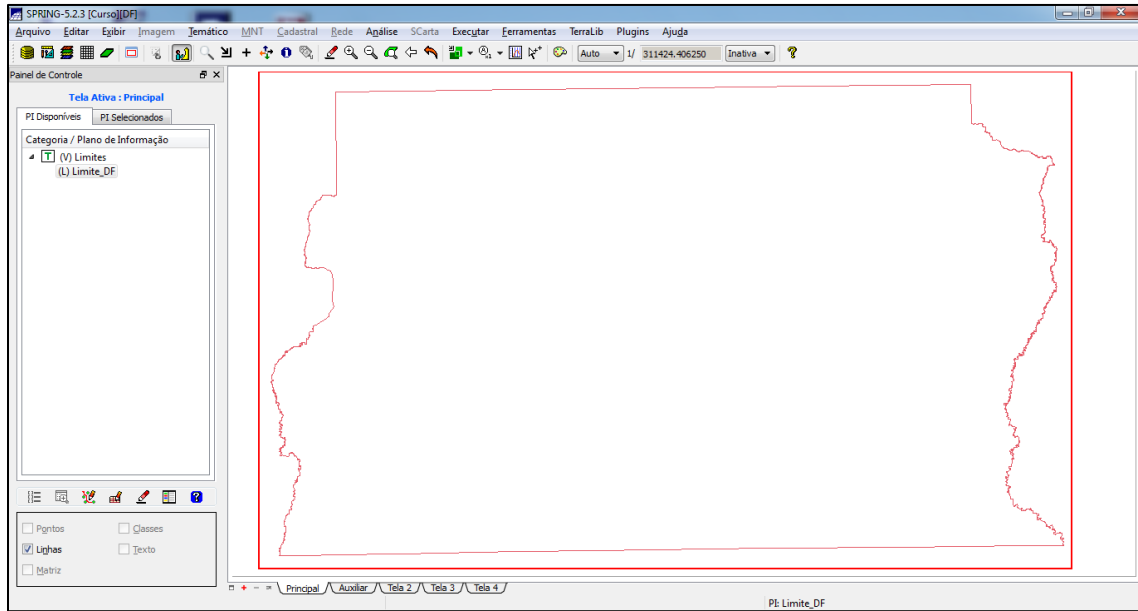 SPRING-5.2.3 [Curso][DF]
Arquivo Editar Exibir Imagem Temático MNT Cadastral Rede Análise SCarta Executar Ferramentas TerraLib Plugins Ajuda
Auto 1/ 311424.406250 Inativa
Painel de Controle
Tela Ativa : Principal
PI Disponíveis PI Selecionados
Categoria / Plano de Informação
T (V) Limites
(L) Limite_DF
Pontos Classes
Linhas Texto
Matriz
Principal Auxiliar Tela 2 Tela 3 Tela 4
PI: Limite_DF